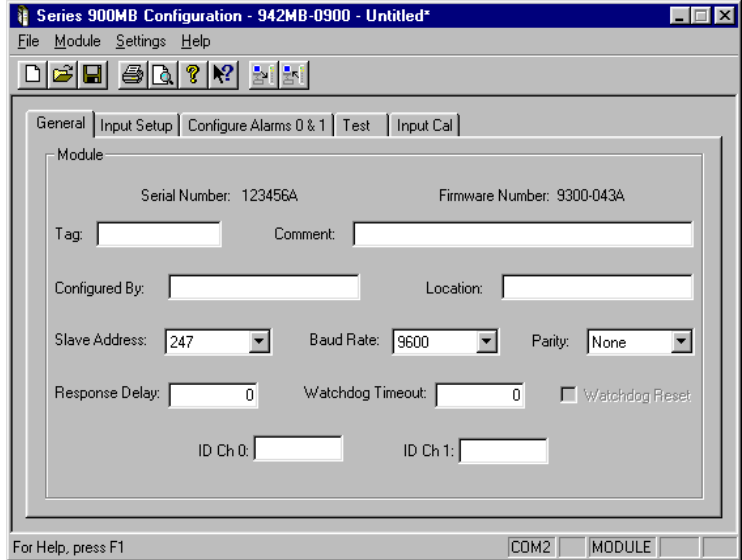 Series 900MB Configuration - 942MB-0900 - Untitled*
File Module Settings Help
General Input Setup Configure Alarms 0 & 1 Test Input Cal
Module
Serial Number: 123456A Firmware Number: 9300-043A
Tag: Comment:
Configured By: Location:
Slave Address: 247 Baud Rate: 9600 Parity: None
Response Delay: 0 Watchdog Timeout: 0 Watchdog Reset
ID Ch 0: ID Ch 1:
For Help, press F1 COM2 MODULE